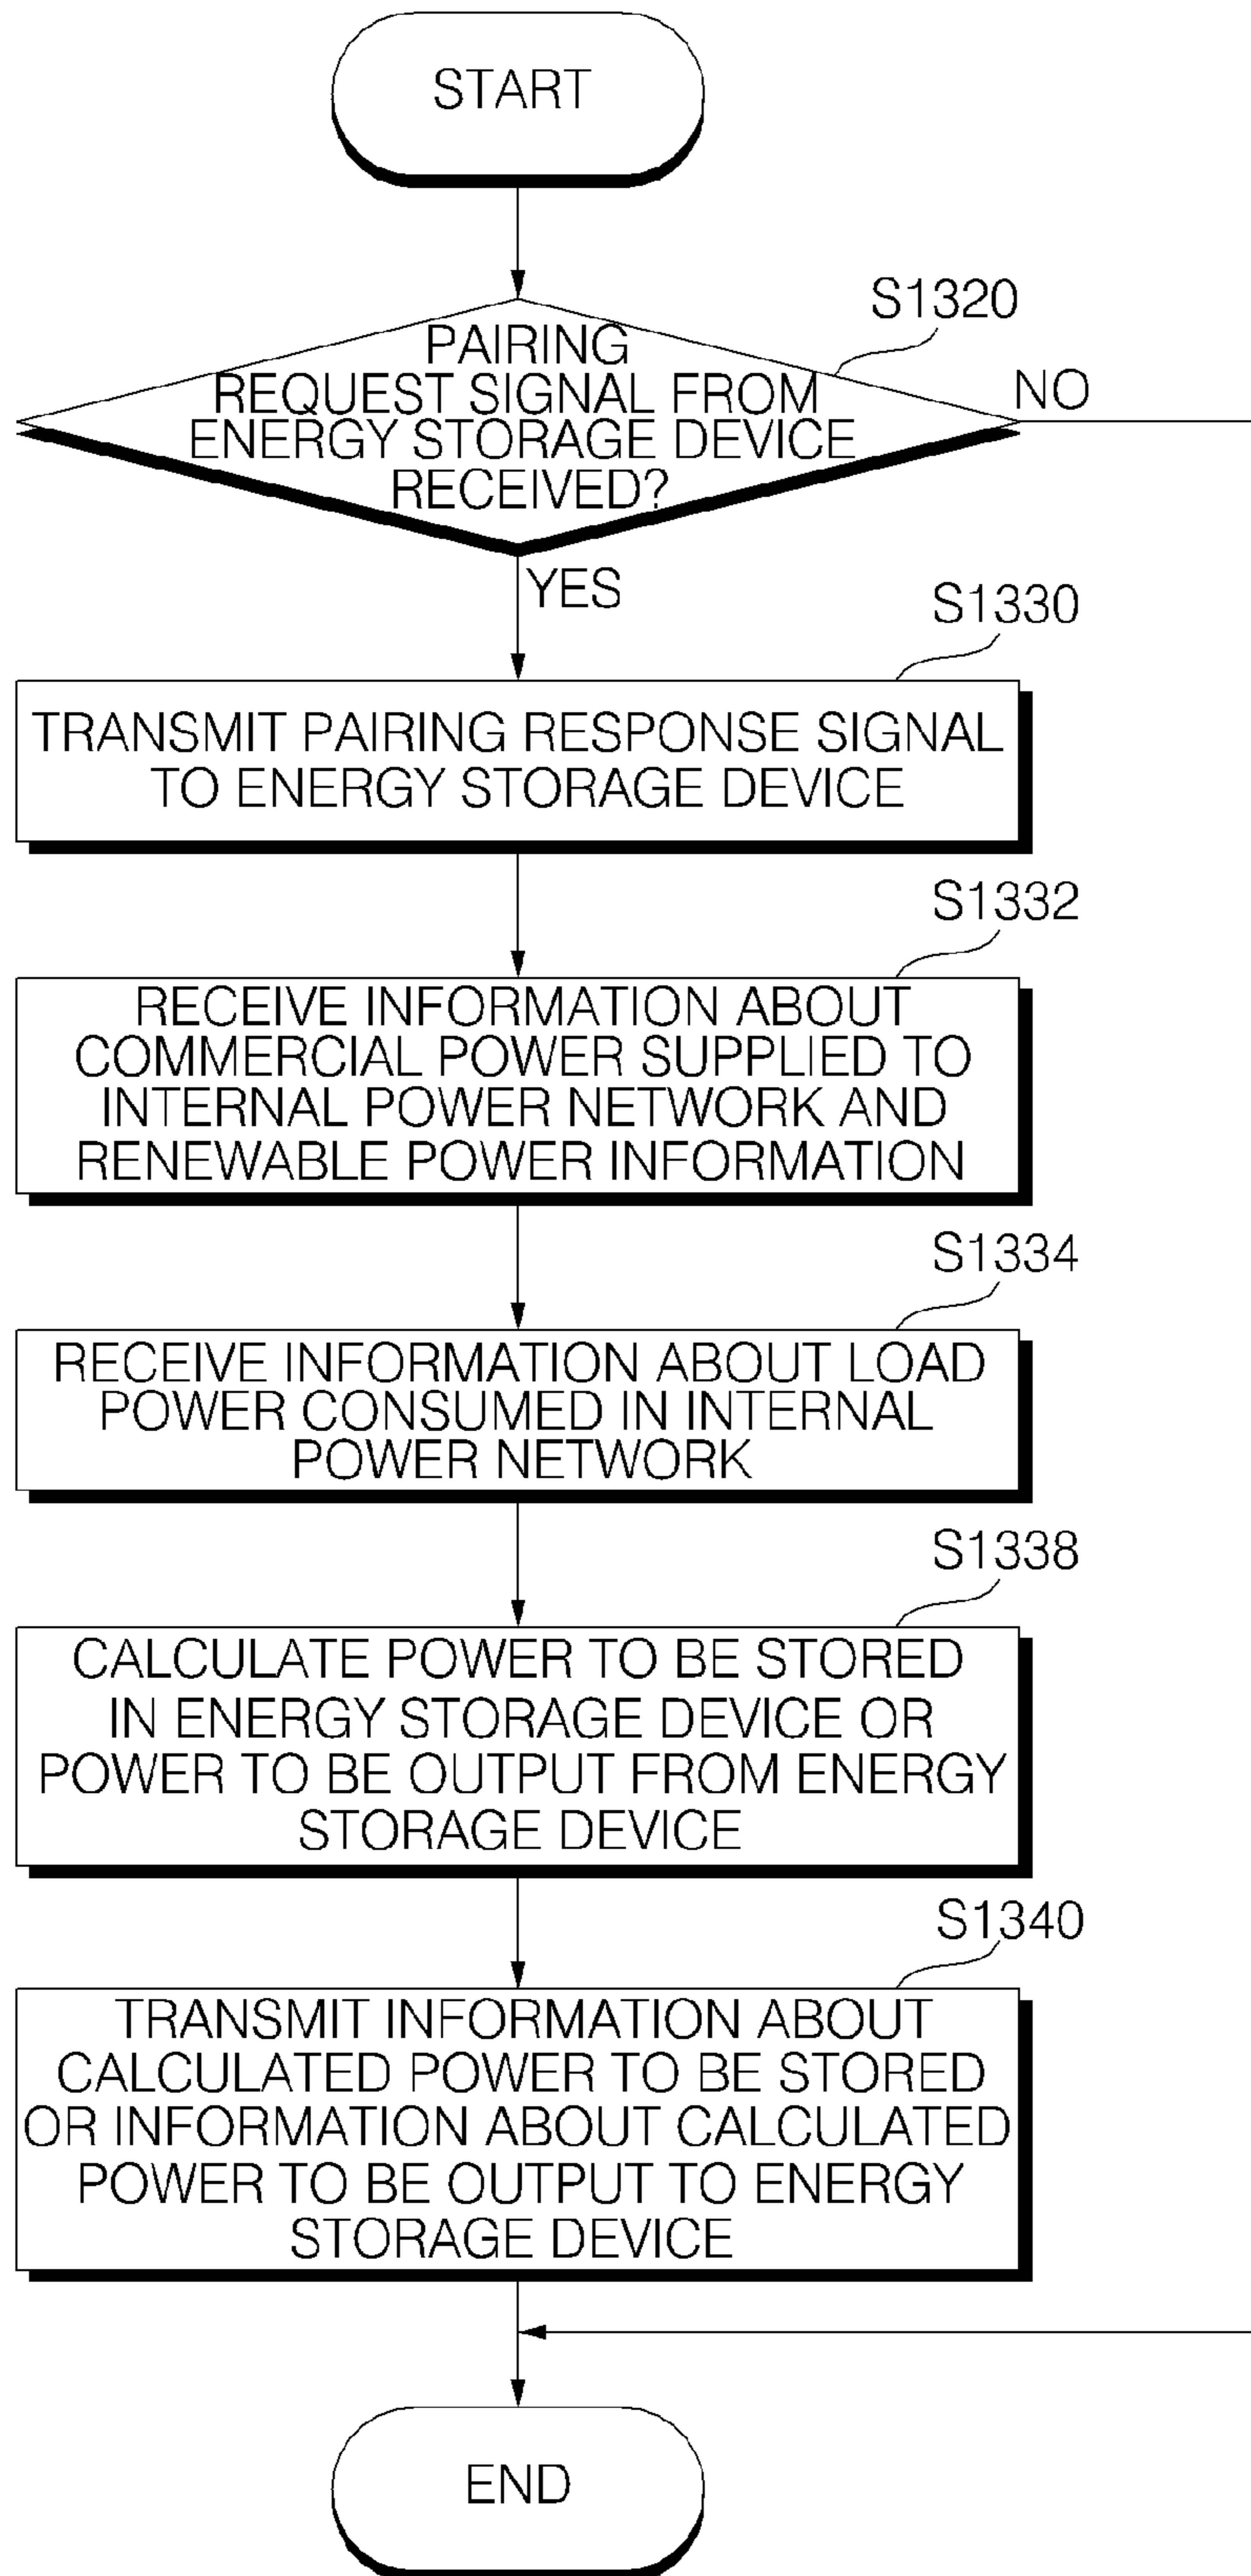 START
S1320
PAIRING
REQUEST SIGNAL FROM
ENERGY STORAGE DEVICE
RECEIVED?
NO
YES
S1330
TRANSMIT PAIRING RESPONSE SIGNAL
TO ENERGY STORAGE DEVICE
S1332
RECEIVE INFORMATION ABOUT
COMMERCIAL POWER SUPPLIED TO
INTERNAL POWER NETWORK AND
RENEWABLE POWER INFORMATION
S1334
RECEIVE INFORMATION ABOUT LOAD
POWER CONSUMED IN INTERNAL
POWER NETWORK
S1338
CALCULATE POWER TO BE STORED
IN ENERGY STORAGE DEVICE OR
POWER TO BE OUTPUT FROM ENERGY
STORAGE DEVICE
S1340
TRANSMIT INFORMATION ABOUT
CALCULATED POWER TO BE STORED
OR INFORMATION ABOUT CALCULATED
POWER TO BE OUTPUT TO ENERGY
STORAGE DEVICE
END